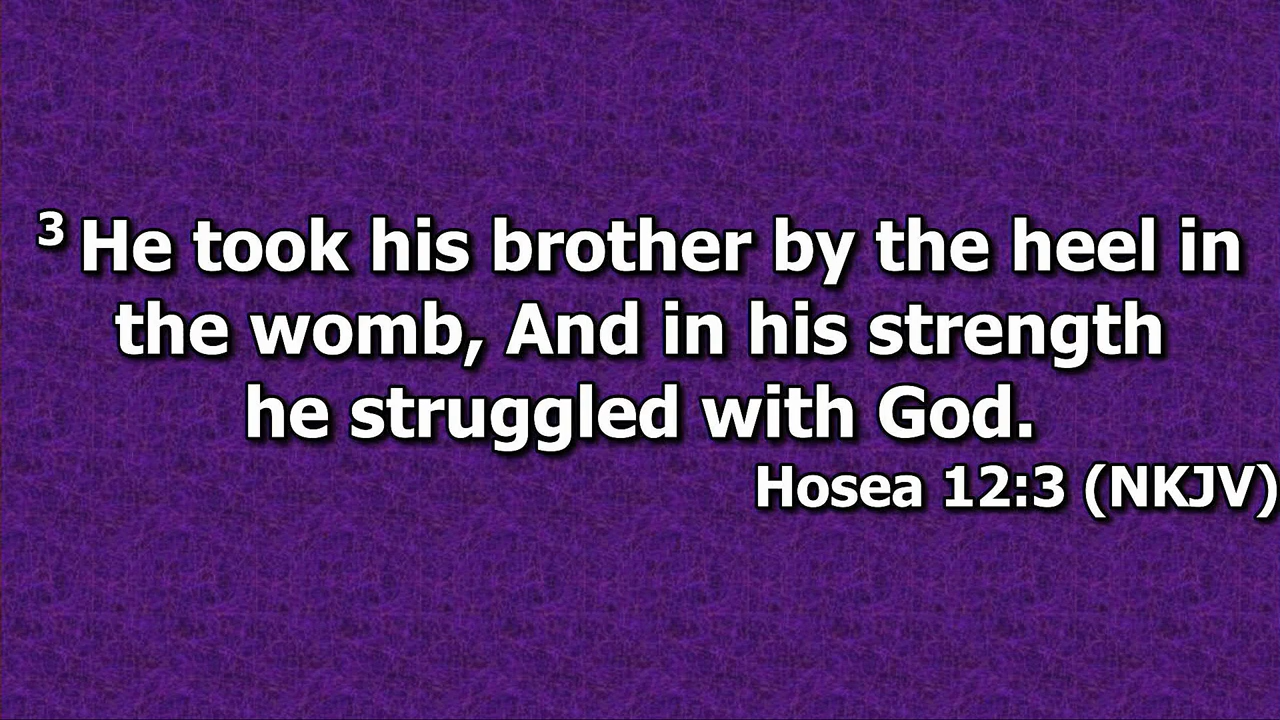 3 He took his brother by the heel in
the womb, And in his strength
he struggled with God.
Hosea 12:3 (NKJV)